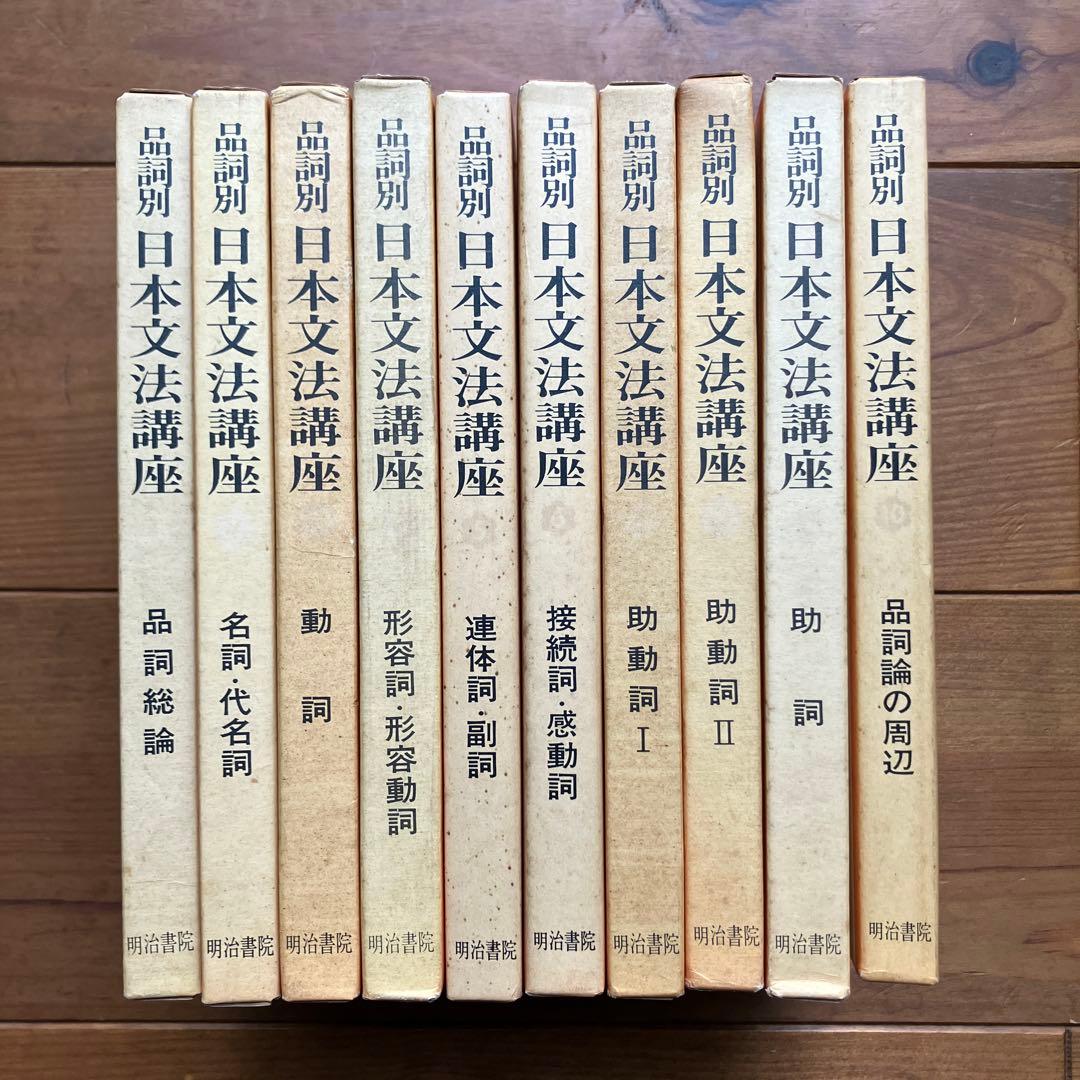 品詞別 日本文法講座
品詞総論
明治書院
品詞別 日本文法講座
名詞・代名詞
明治書院
品詞別 日本文法講座
動詞
明治書院
品詞別 日本文法講座
形容詞・形容動詞
明治書院
品詞別 日本文法講座
連体詞・副詞
明治書院
品詞別 日本文法講座
接続詞・感動詞
明治書院
品詞別 日本文法講座
助動詞 I
明治書院
品詞別 日本文法講座
助動詞 II
明治書院
品詞別 日本文法講座
助詞
明治書院
品詞別 日本文法講座
品詞論の周辺
明治書院